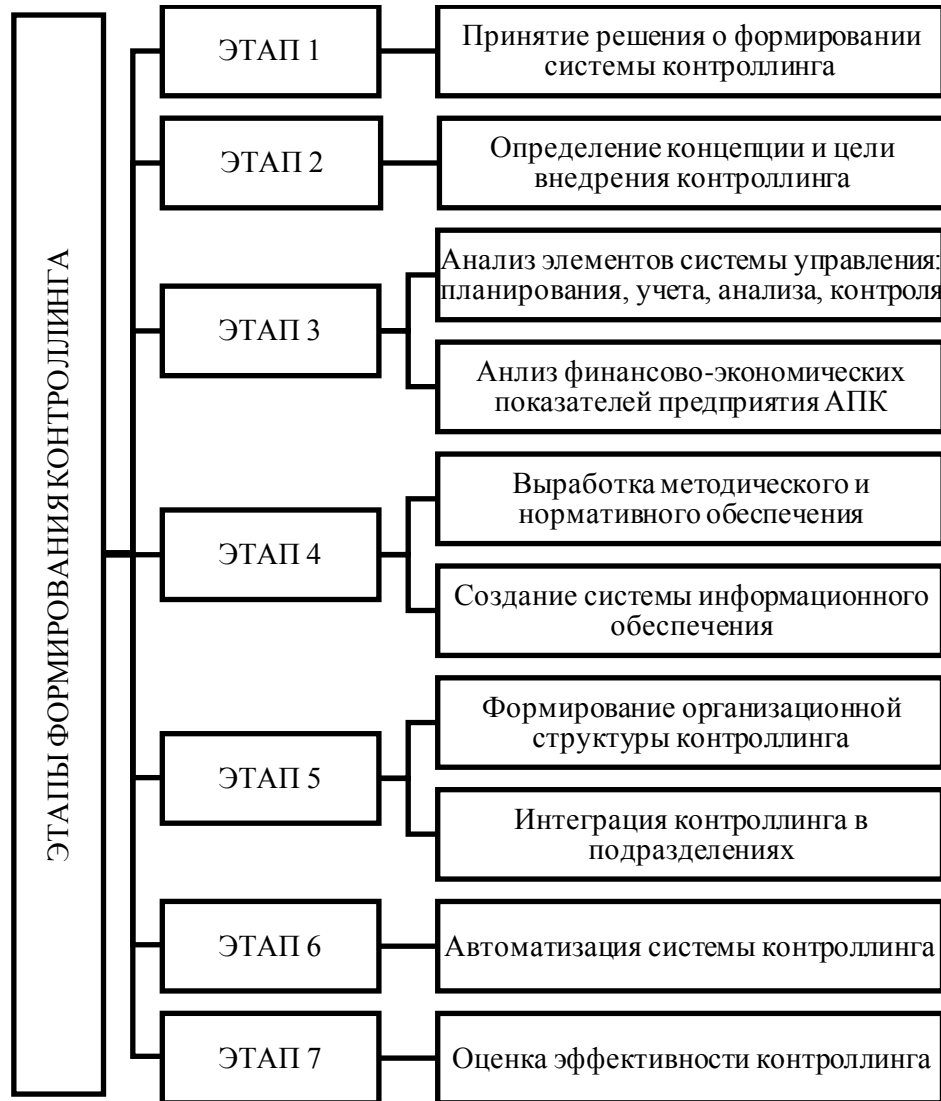 ЭТАПЫ ФОРМИРОВАНИЯ КОНТРОЛЛИНГА
ЭТАП 1
Принятие решения о формировании
системы контроллинга
ЭТАП 2
Определение концепции и цели
внедрения контроллинга
ЭТАП 3
Анализ элементов системы управления:
планирования, учета, анализа, контроля
Анлиз финансово-экономических
показателей предприятия АПК
ЭТАП 4
Выработка методического и
нормативного обеспечения
Создание системы информационного
обеспечения
ЭТАП 5
Формирование организационной
структуры контроллинга
Интеграция контроллинга в
подразделениях
ЭТАП 6
Автоматизация системы контроллинга
ЭТАП 7
Оценка эффективности контроллинга